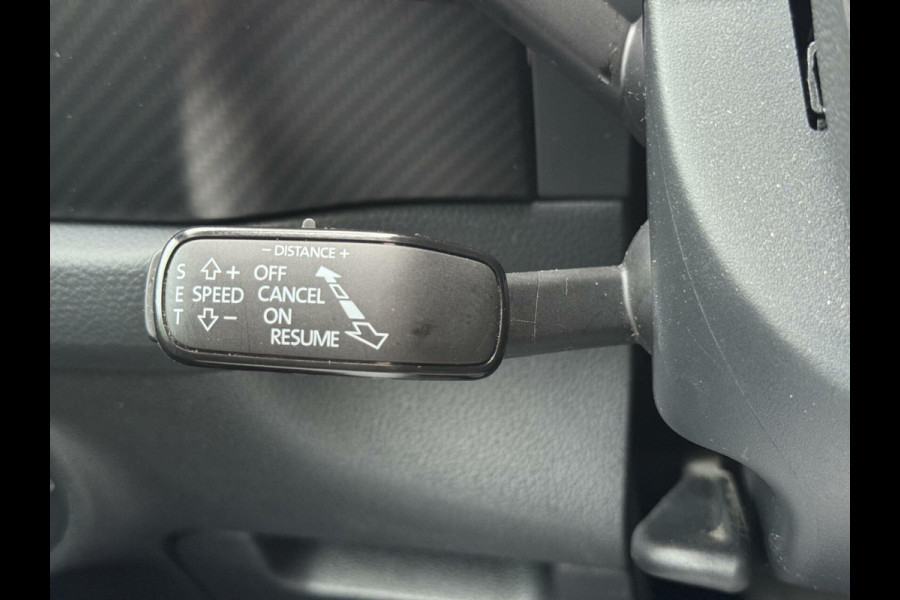 - DISTANCE +
S + OFF
E SPEED CANCEL
T - ON
RESUME